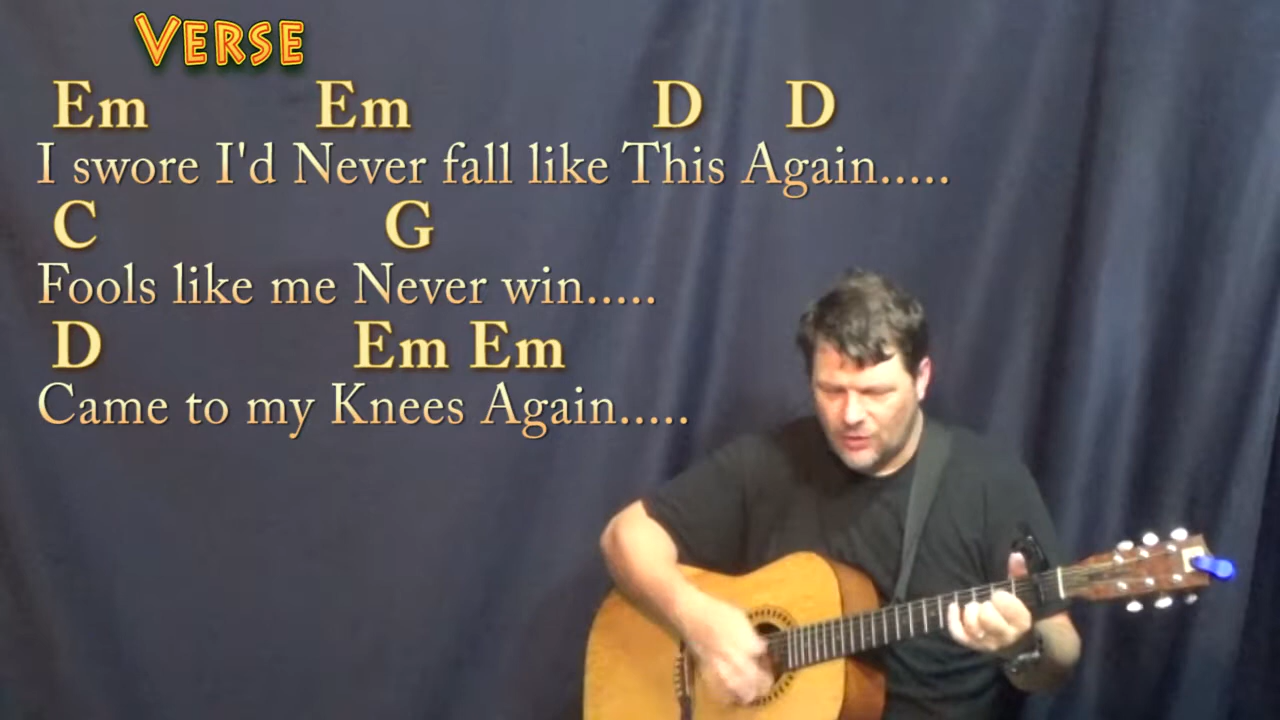 VERSE
Em Em D D
I swore I'd Never fall like This Again.....
C G
Fools like me Never win.....
D Em Em
Came to my Knees Again.....